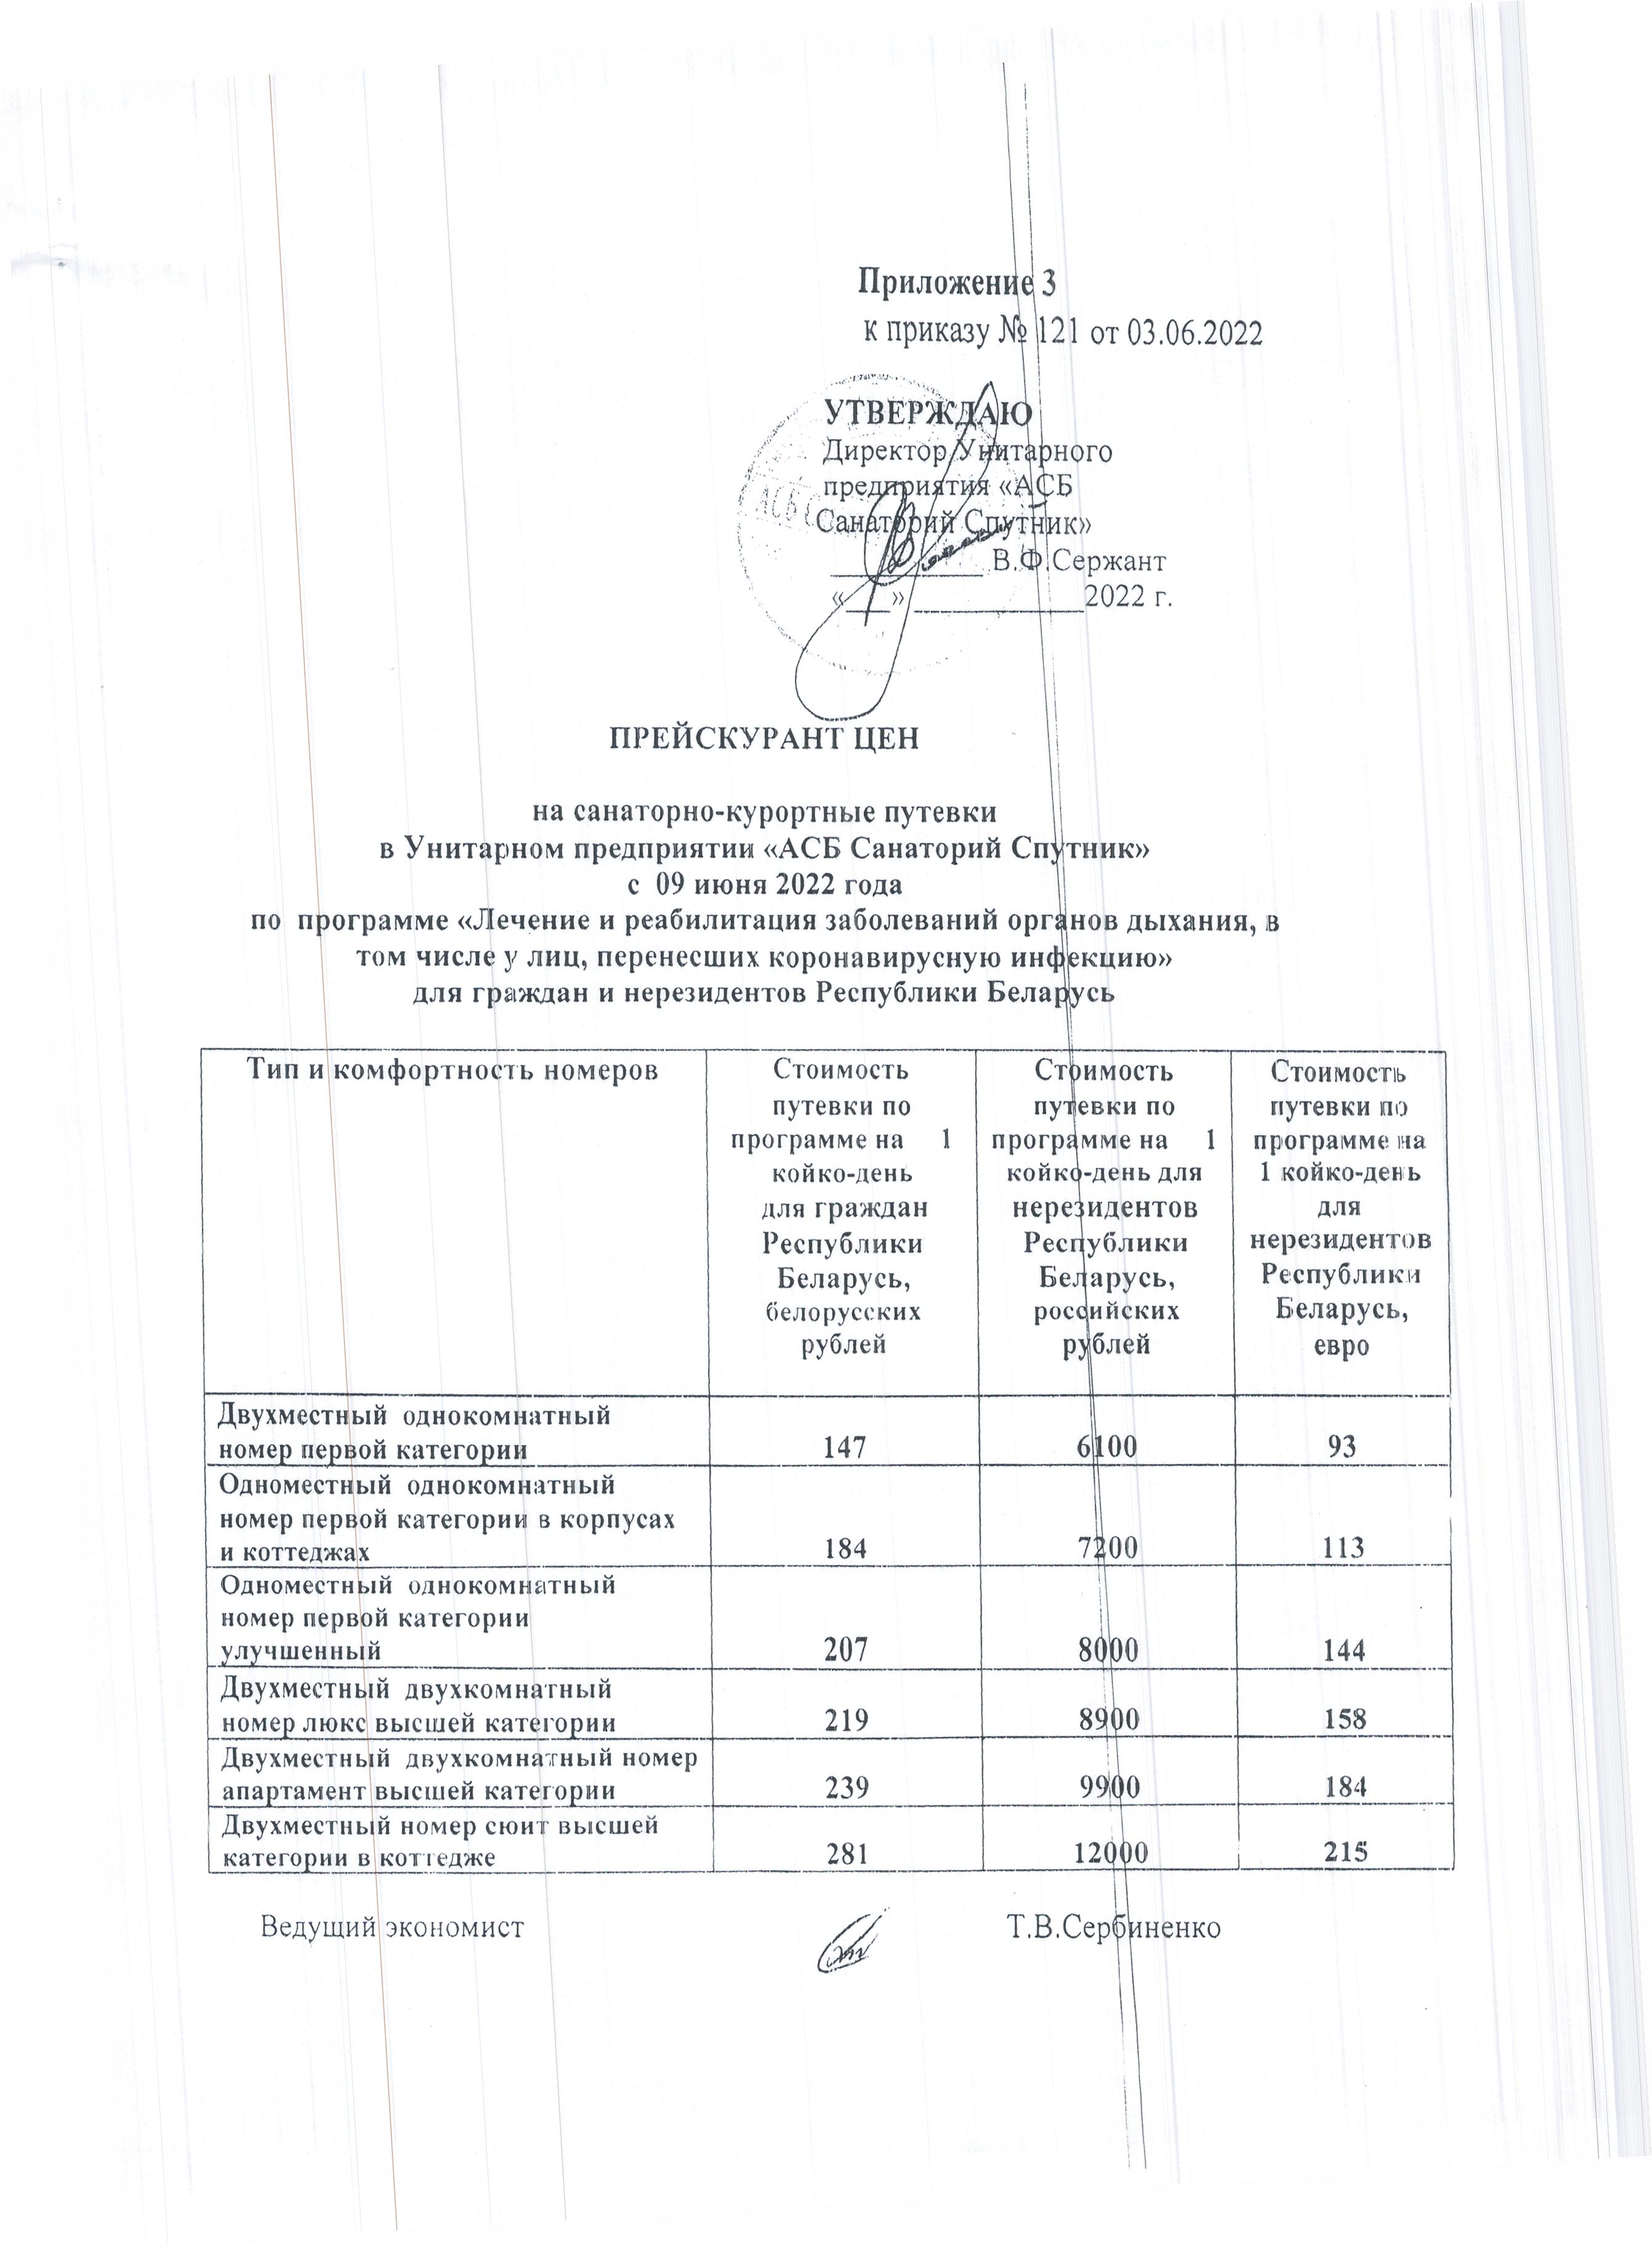 Приложение 3
к приказу № 121 от 03.06.2022
УТВЕРЖДАЮ
Директор Унитарного
предприятия «АСБ
Санаторий Спутник»
____________ В.Ф.Сержант
«___» ____________2022 г.
АСБ
ПРЕЙСКУРАНТ ЦЕН
на санаторно-курортные путевки
в Унитарном предприятии «АСБ Санаторий Спутник»
с 09 июня 2022 года
по программе «Лечение и реабилитация заболеваний органов дыхания, в
том числе у лиц, перенесших коронавирусную инфекцию»
для граждан и нерезидентов Республики Беларусь
Тип и комфортность номеров
Стоимость
путевки по
программе на 1
койко-день
для граждан
Республики
Беларусь,
белорусских
рублей
Стоимость
путевки по
программе на 1
койко-день для
нерезидентов
Республики
Беларусь,
российских
рублей
Стоимость
путевки по
программе на
1 койко-день
для
нерезидентов
Республики
Беларусь,
евро
Двухместный однокомнатный
номер первой категории 147 6100 93
Одноместный однокомнатный
номер первой категории в корпусах
и коттеджах 184 7200 113
Одноместный однокомнатный
номер первой категории
улучшенный 207 8000 144
Двухместный двухкомнатный
номер люкс высшей категории 219 8900 158
Двухместный двухкомнатный номер
апартамент высшей категории 239 9900 184
Двухместный номер сюит высшей
категории в коттедже 281 12000 215
Ведущий экономист Т.В.Сербиненко